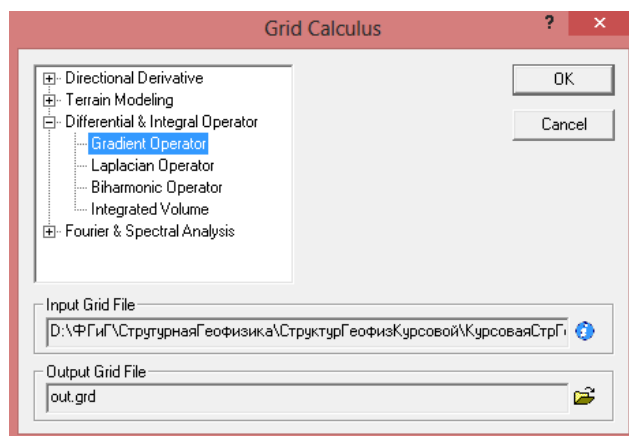 Grid Calculus
? ×
Directional Derivative
OK
Terrain Modeling
Differential & Integral Operator
Cancel
Gradient Operator
Laplacian Operator
Biharmonic Operator
Integrated Volume
Fourier & Spectral Analysis
Input Grid File
D:\ФГиГ\СтрутурнаяГеофизика\СтруктурГеофизКурсовой\КурсоваяСтрГ
Output Grid File
out.grd